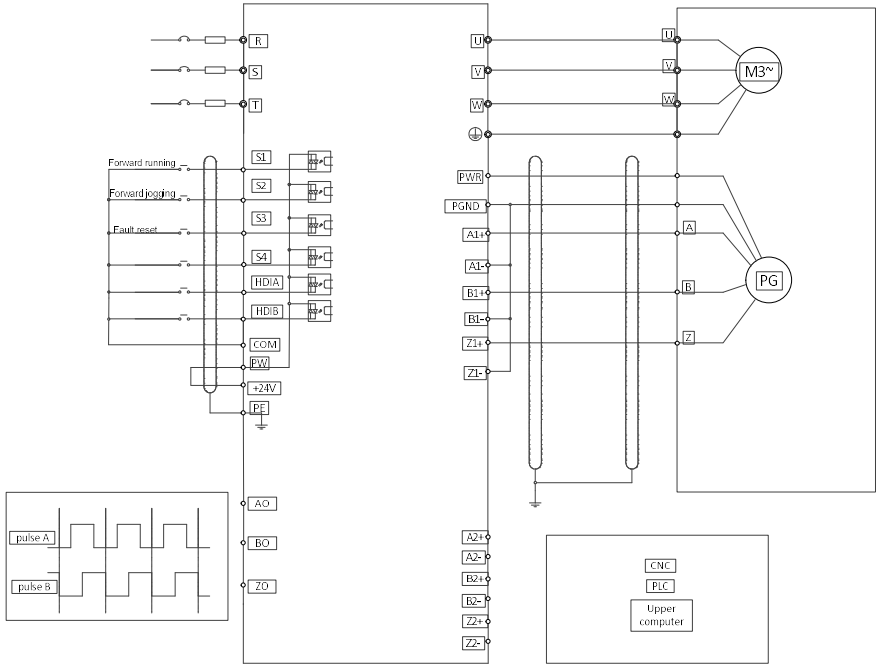 R
U
U
S
V
V
M3~
T
W
W
S1
Forward running
PWR
S2
Forward jogging
PGND
S3
Fault reset
A1+
A
S4
A1-
HDIA
B1+
B
PG
HDIB
B1-
COM
Z1+
Z
PW
Z1-
+24V
PE
AO
pulse A
A2+
BO
A2-
CNC
pulse B
ZO
B2+
PLC
B2-
Upper
computer
Z2+
Z2-